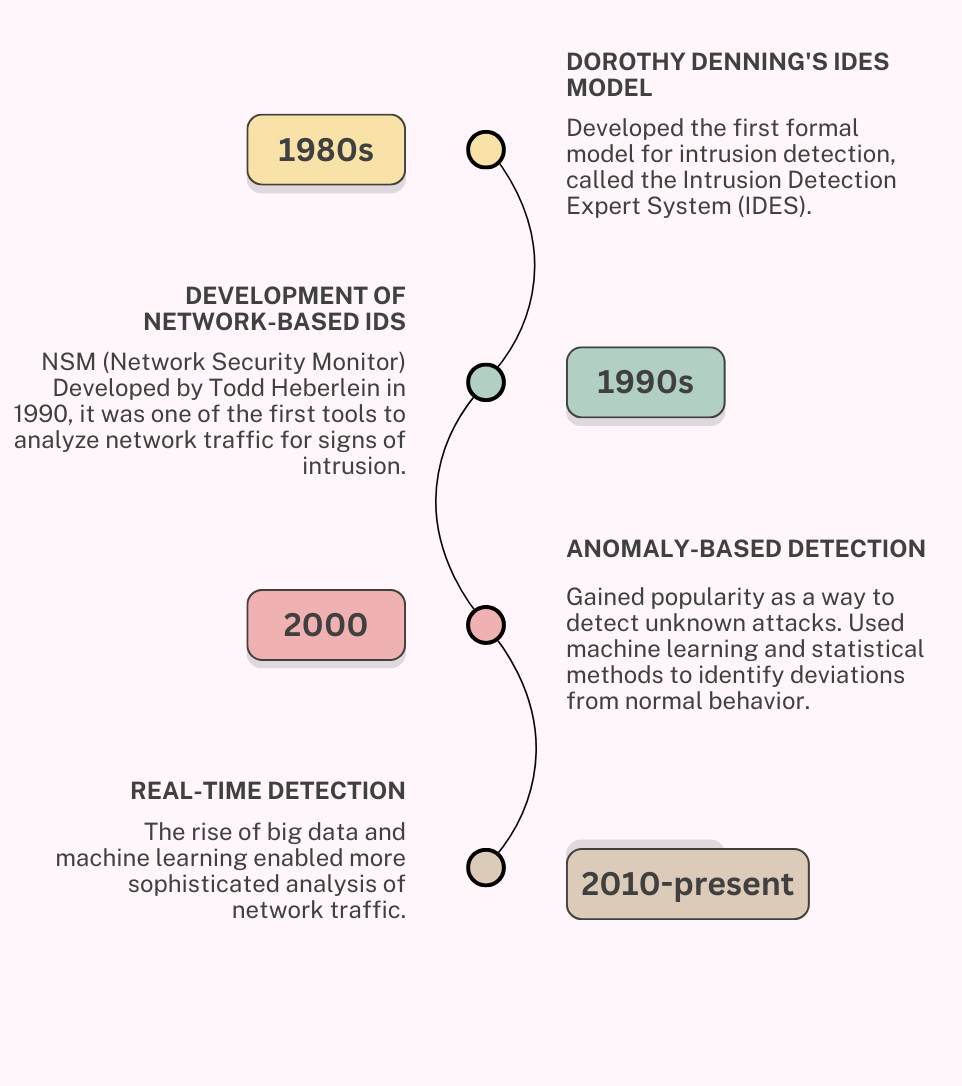 DOROTHY DENNING'S IDES
MODEL
1980s
Developed the first formal
model for intrusion detection,
called the Intrusion Detection
Expert System (IDES).
DEVELOPMENT OF
NETWORK-BASED IDS
NSM (Network Security Monitor)
Developed by Todd Heberlein in
1990, it was one of the first tools to
analyze network traffic for signs of
intrusion.
1990s
ANOMALY-BASED DETECTION
2000
Gained popularity as a way to
detect unknown attacks. Used
machine learning and statistical
methods to identify deviations
from normal behavior.
REAL-TIME DETECTION
The rise of big data and
machine learning enabled more
sophisticated analysis of
network traffic.
2010-present